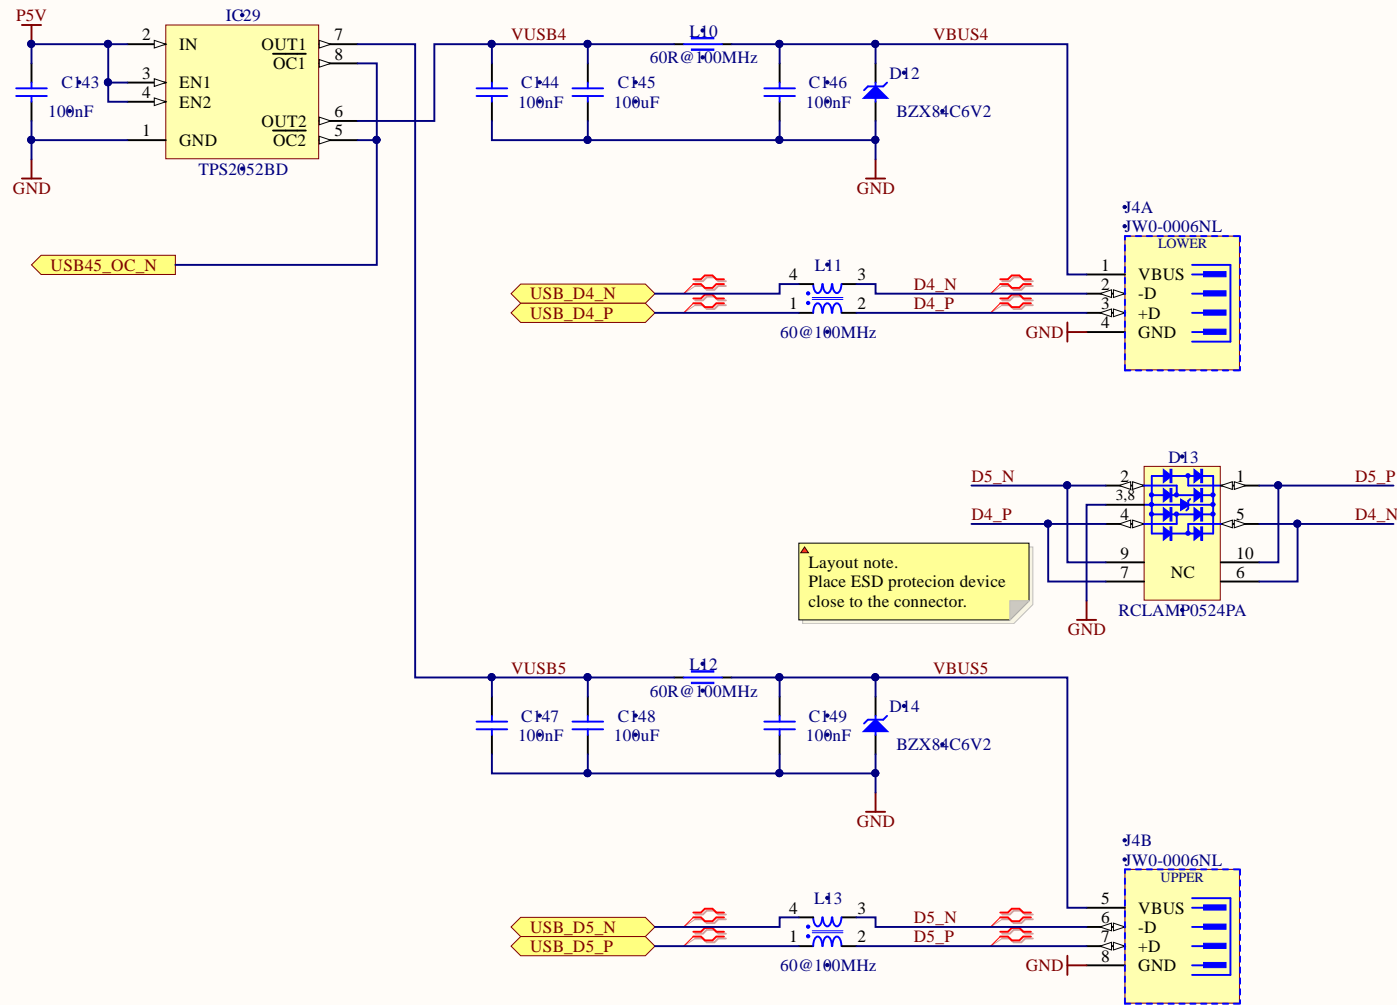 P5V
IC29
2 IN
OUT1 7
OC1 8
3 EN1
4 EN2
C143
100nF
OUT2 6
OC2 5
1 GND
TPS2052BD
GND
USB45_OC_N
VUSB4
L10
60R@100MHz
VBUS4
C144
100nF
C145
100uF
C146
100nF
D12
BZX84C6V2
GND
J4A
JW0-0006NL
LOWER
1 VBUS
2 -D
3 +D
4 GND
GND
USB_D4_N
USB_D4_P
L11
4 3
1 2
60@100MHz
D4_N
D4_P
D13
D5_N 2
1 D5_P
3,8
D4_P 4
5 D4_N
9 10
NC
7 6
RCLAMP0524PA
GND
Layout note.
Place ESD protecion device
close to the connector.
VUSB5
L12
60R@100MHz
VBUS5
C147
100nF
C148
100uF
C149
100nF
D14
BZX84C6V2
GND
J4B
JW0-0006NL
UPPER
5 VBUS
6 -D
7 +D
8 GND
GND
USB_D5_N
USB_D5_P
L13
4 3
1 2
60@100MHz
D5_N
D5_P